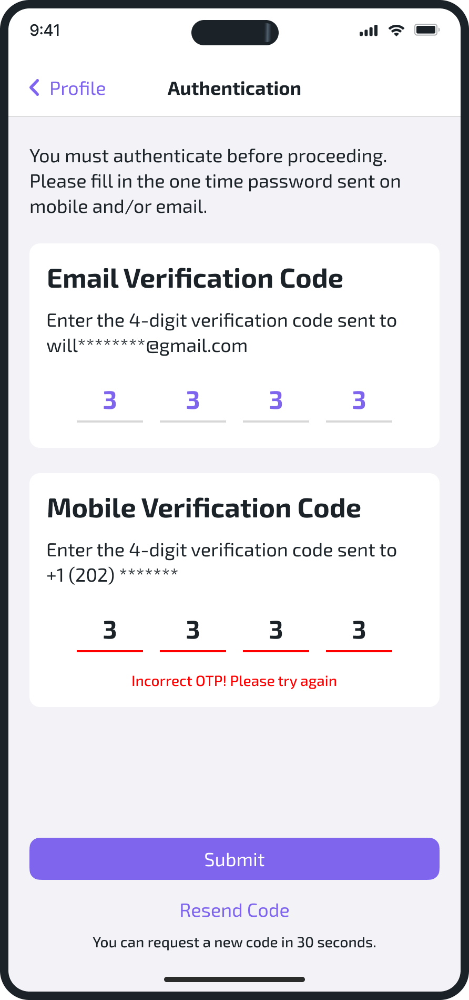 9:41
Profile
Authentication
You must authenticate before proceeding.
Please fill in the one time password sent on
mobile and/or email.
Email Verification Code
Enter the 4-digit verification code sent to
will********@gmail.com
3 3 3 3
Mobile Verification Code
Enter the 4-digit verification code sent to
+1 (202) *******
3 3 3 3
Incorrect OTP! Please try again
Submit
Resend Code
You can request a new code in 30 seconds.